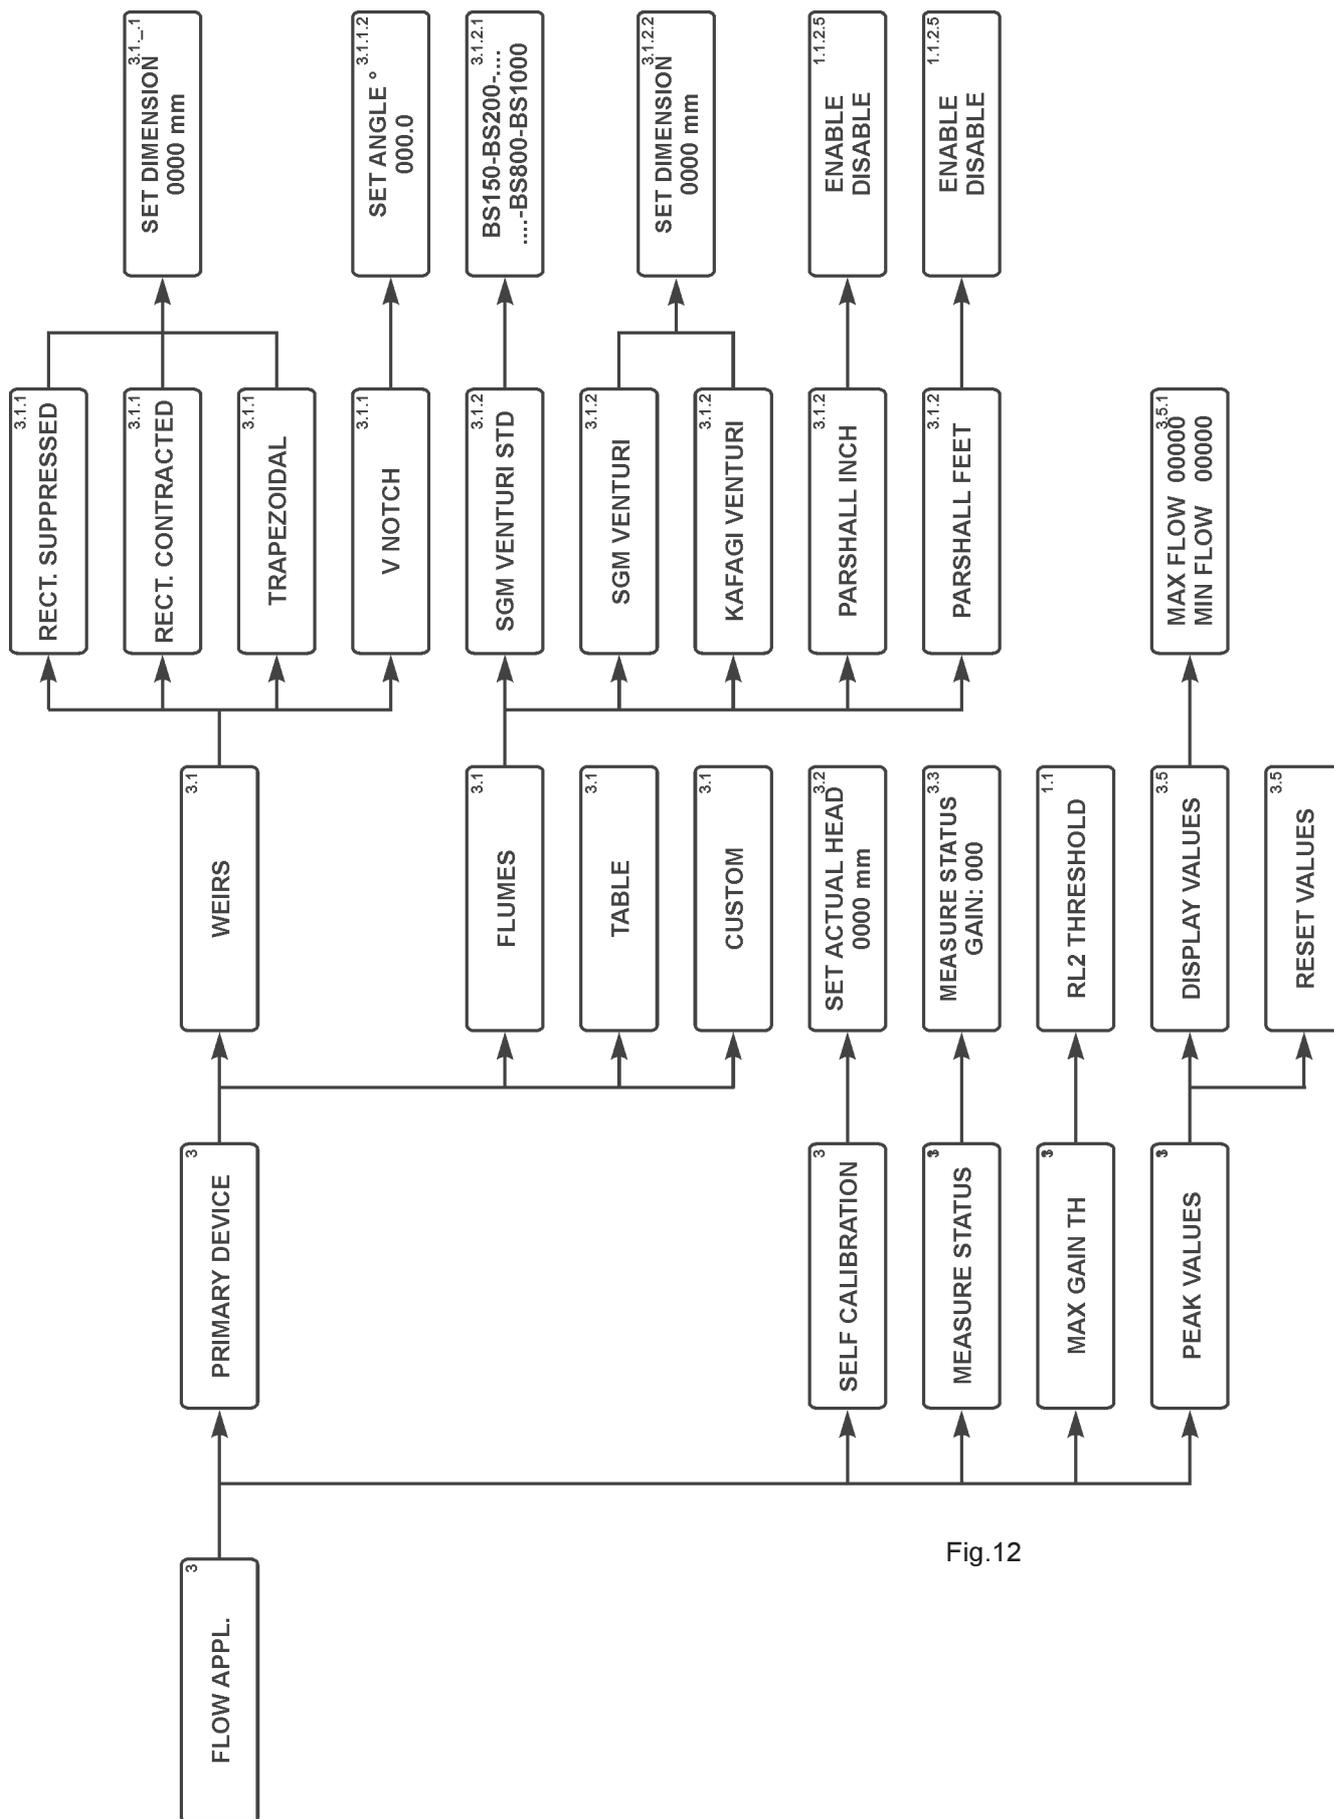 FLOW APPL.
3
PRIMARY DEVICE
3
WEIRS
3.1
RECT. SUPPRESSED
3.1.1
RECT. CONTRACTED
3.1.1
TRAPEZOIDAL
3.1.1
SET DIMENSION
0000 mm
3.1._.1
V NOTCH
3.1.1
SET ANGLE °
000.0
3.1.1.2
FLUMES
3.1
SGM VENTURI STD
3.1.2
BS150-BS200-....
....-BS800-BS1000
3.1.2.1
SGM VENTURI
3.1.2
KAFAGI VENTURI
3.1.2
SET DIMENSION
0000 mm
3.1.2.2
PARSHALL INCH
3.1.2
ENABLE
DISABLE
1.1.2.5
PARSHALL FEET
3.1.2
ENABLE
DISABLE
1.1.2.5
TABLE
3.1
CUSTOM
3.1
SELF CALIBRATION
3
SET ACTUAL HEAD
0000 mm
3.2
MEASURE STATUS
MEASURE STATUS
GAIN: 000
3.3
MAX GAIN TH
RL2 THRESHOLD
1.1
PEAK VALUES
DISPLAY VALUES
3.5
MAX FLOW 00000
MIN FLOW 00000
3.5.1
RESET VALUES
3.5
Fig.12